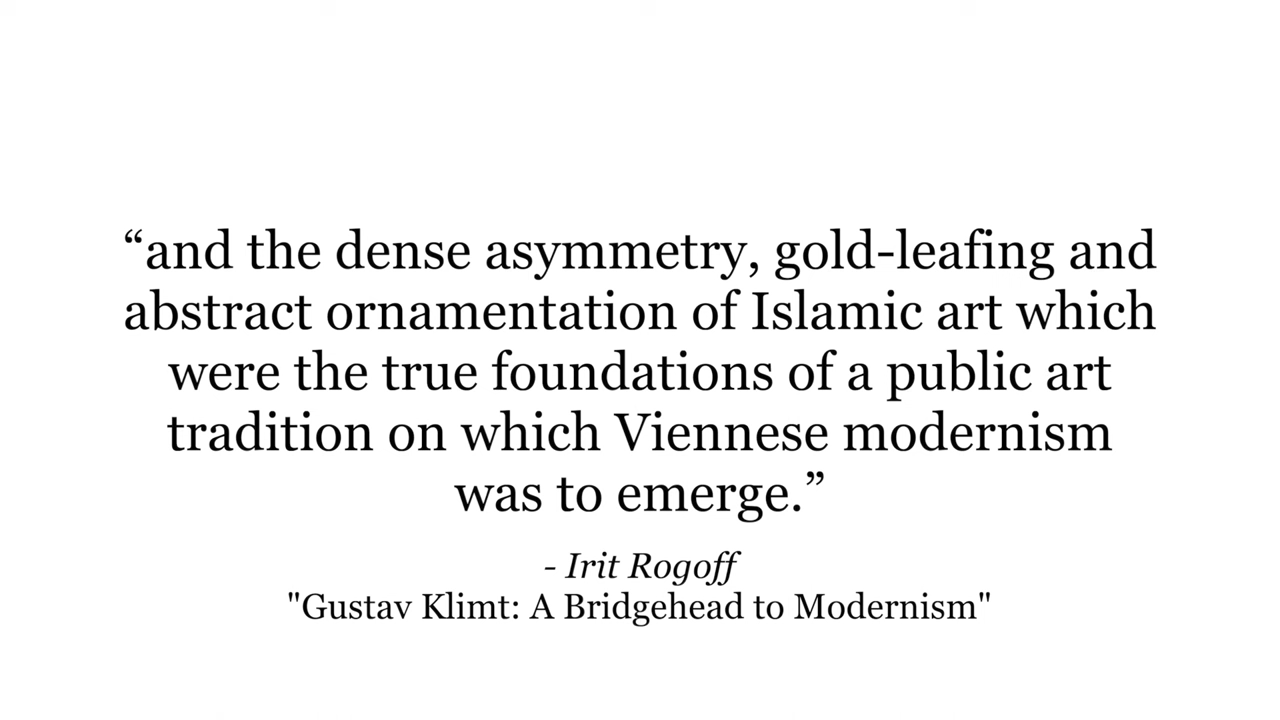 “and the dense asymmetry, gold-leafing and
abstract ornamentation of Islamic art which
were the true foundations of a public art
tradition on which Viennese modernism
was to emerge.”
- Irit Rogoff
"Gustav Klimt: A Bridgehead to Modernism"